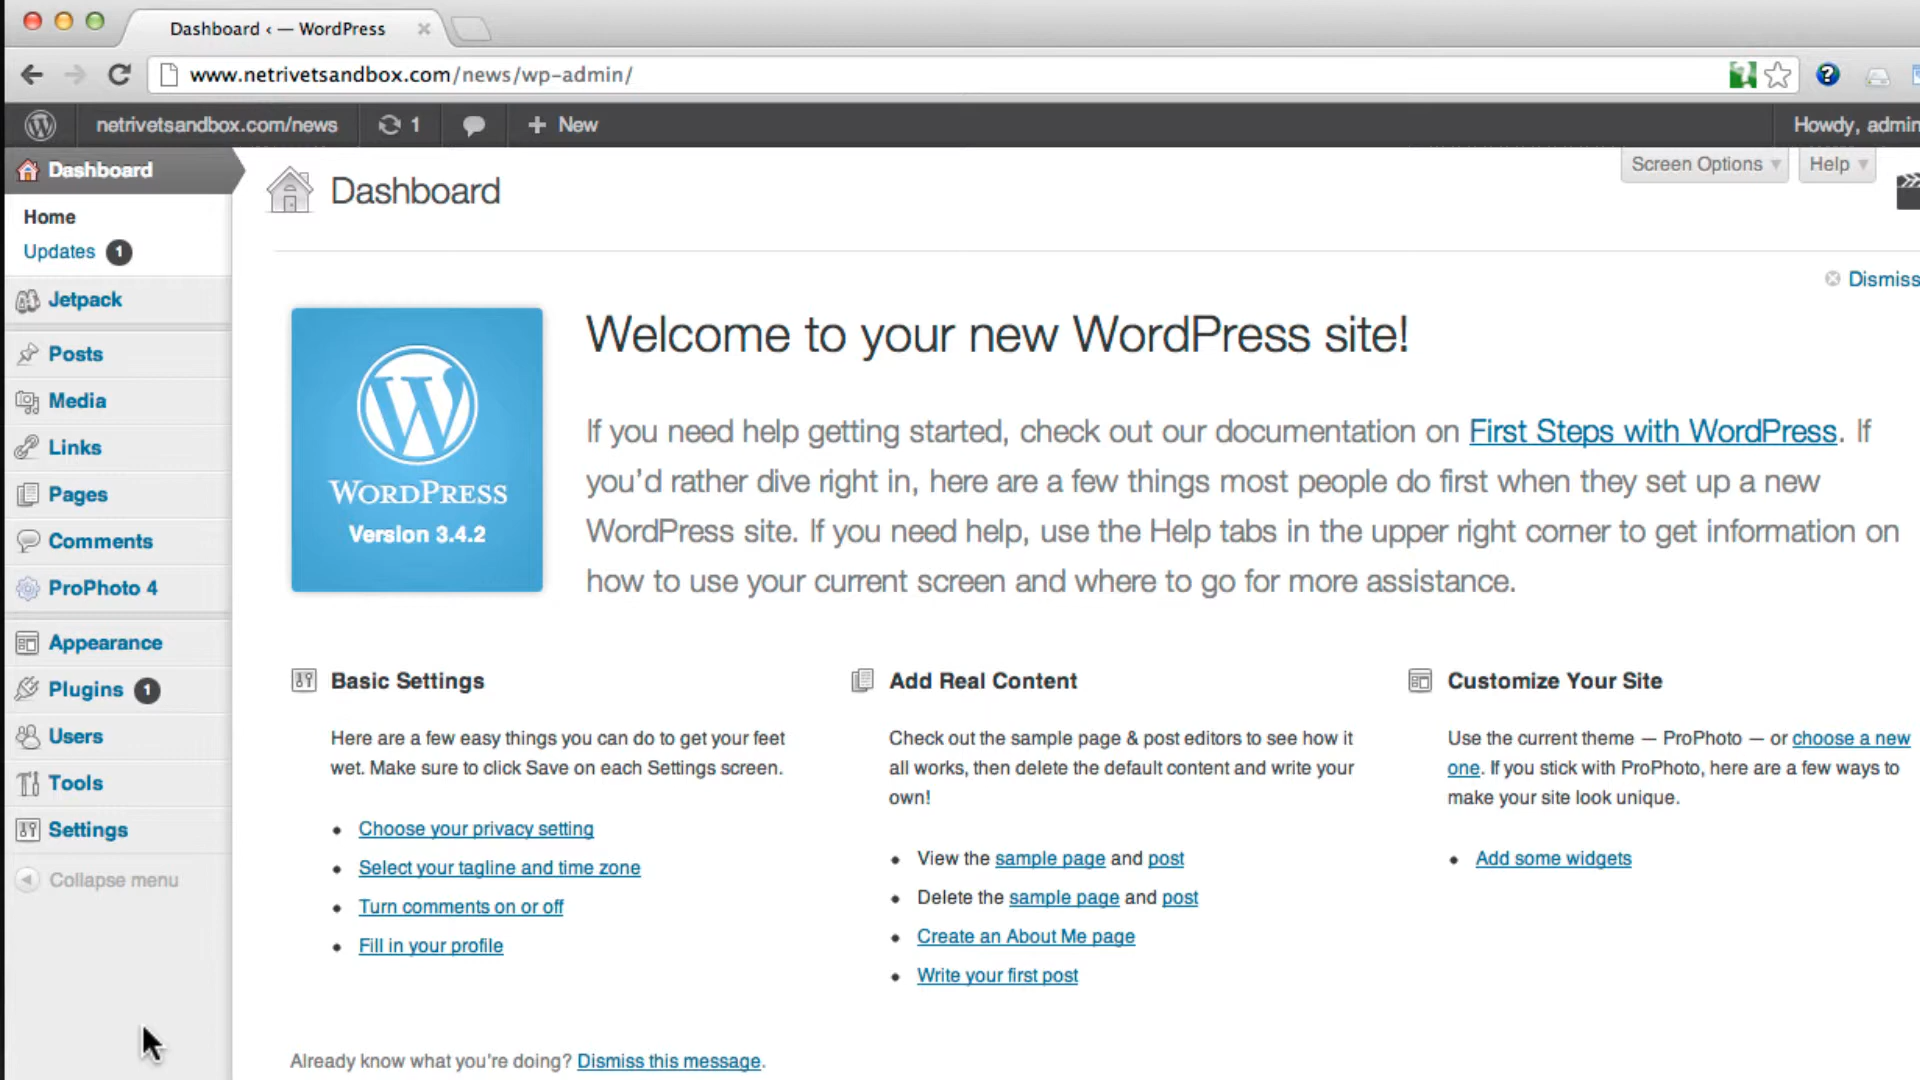 Dashboard ‹ — WordPress
www.netrivetsandbox.com/news/wp-admin/
netrivetsandbox.com/news
1
New
Howdy, admin
Dashboard
Home
Updates 1
Jetpack
Posts
Media
Links
Pages
Comments
ProPhoto 4
Appearance
Plugins 1
Users
Tools
Settings
Collapse menu
Dashboard
Screen Options
Help
Dismiss
WORDPRESS
Version 3.4.2
Welcome to your new WordPress site!
If you need help getting started, check out our documentation on First Steps with WordPress. If
you’d rather dive right in, here are a few things most people do first when they set up a new
WordPress site. If you need help, use the Help tabs in the upper right corner to get information on
how to use your current screen and where to go for more assistance.
Basic Settings
Here are a few easy things you can do to get your feet
wet. Make sure to click Save on each Settings screen.
• Choose your privacy setting
• Select your tagline and time zone
• Turn comments on or off
• Fill in your profile
Add Real Content
Check out the sample page & post editors to see how it
all works, then delete the default content and write your
own!
• View the sample page and post
• Delete the sample page and post
• Create an About Me page
• Write your first post
Customize Your Site
Use the current theme — ProPhoto — or choose a new
one. If you stick with ProPhoto, here are a few ways to
make your site look unique.
• Add some widgets
Already know what you’re doing? Dismiss this message.